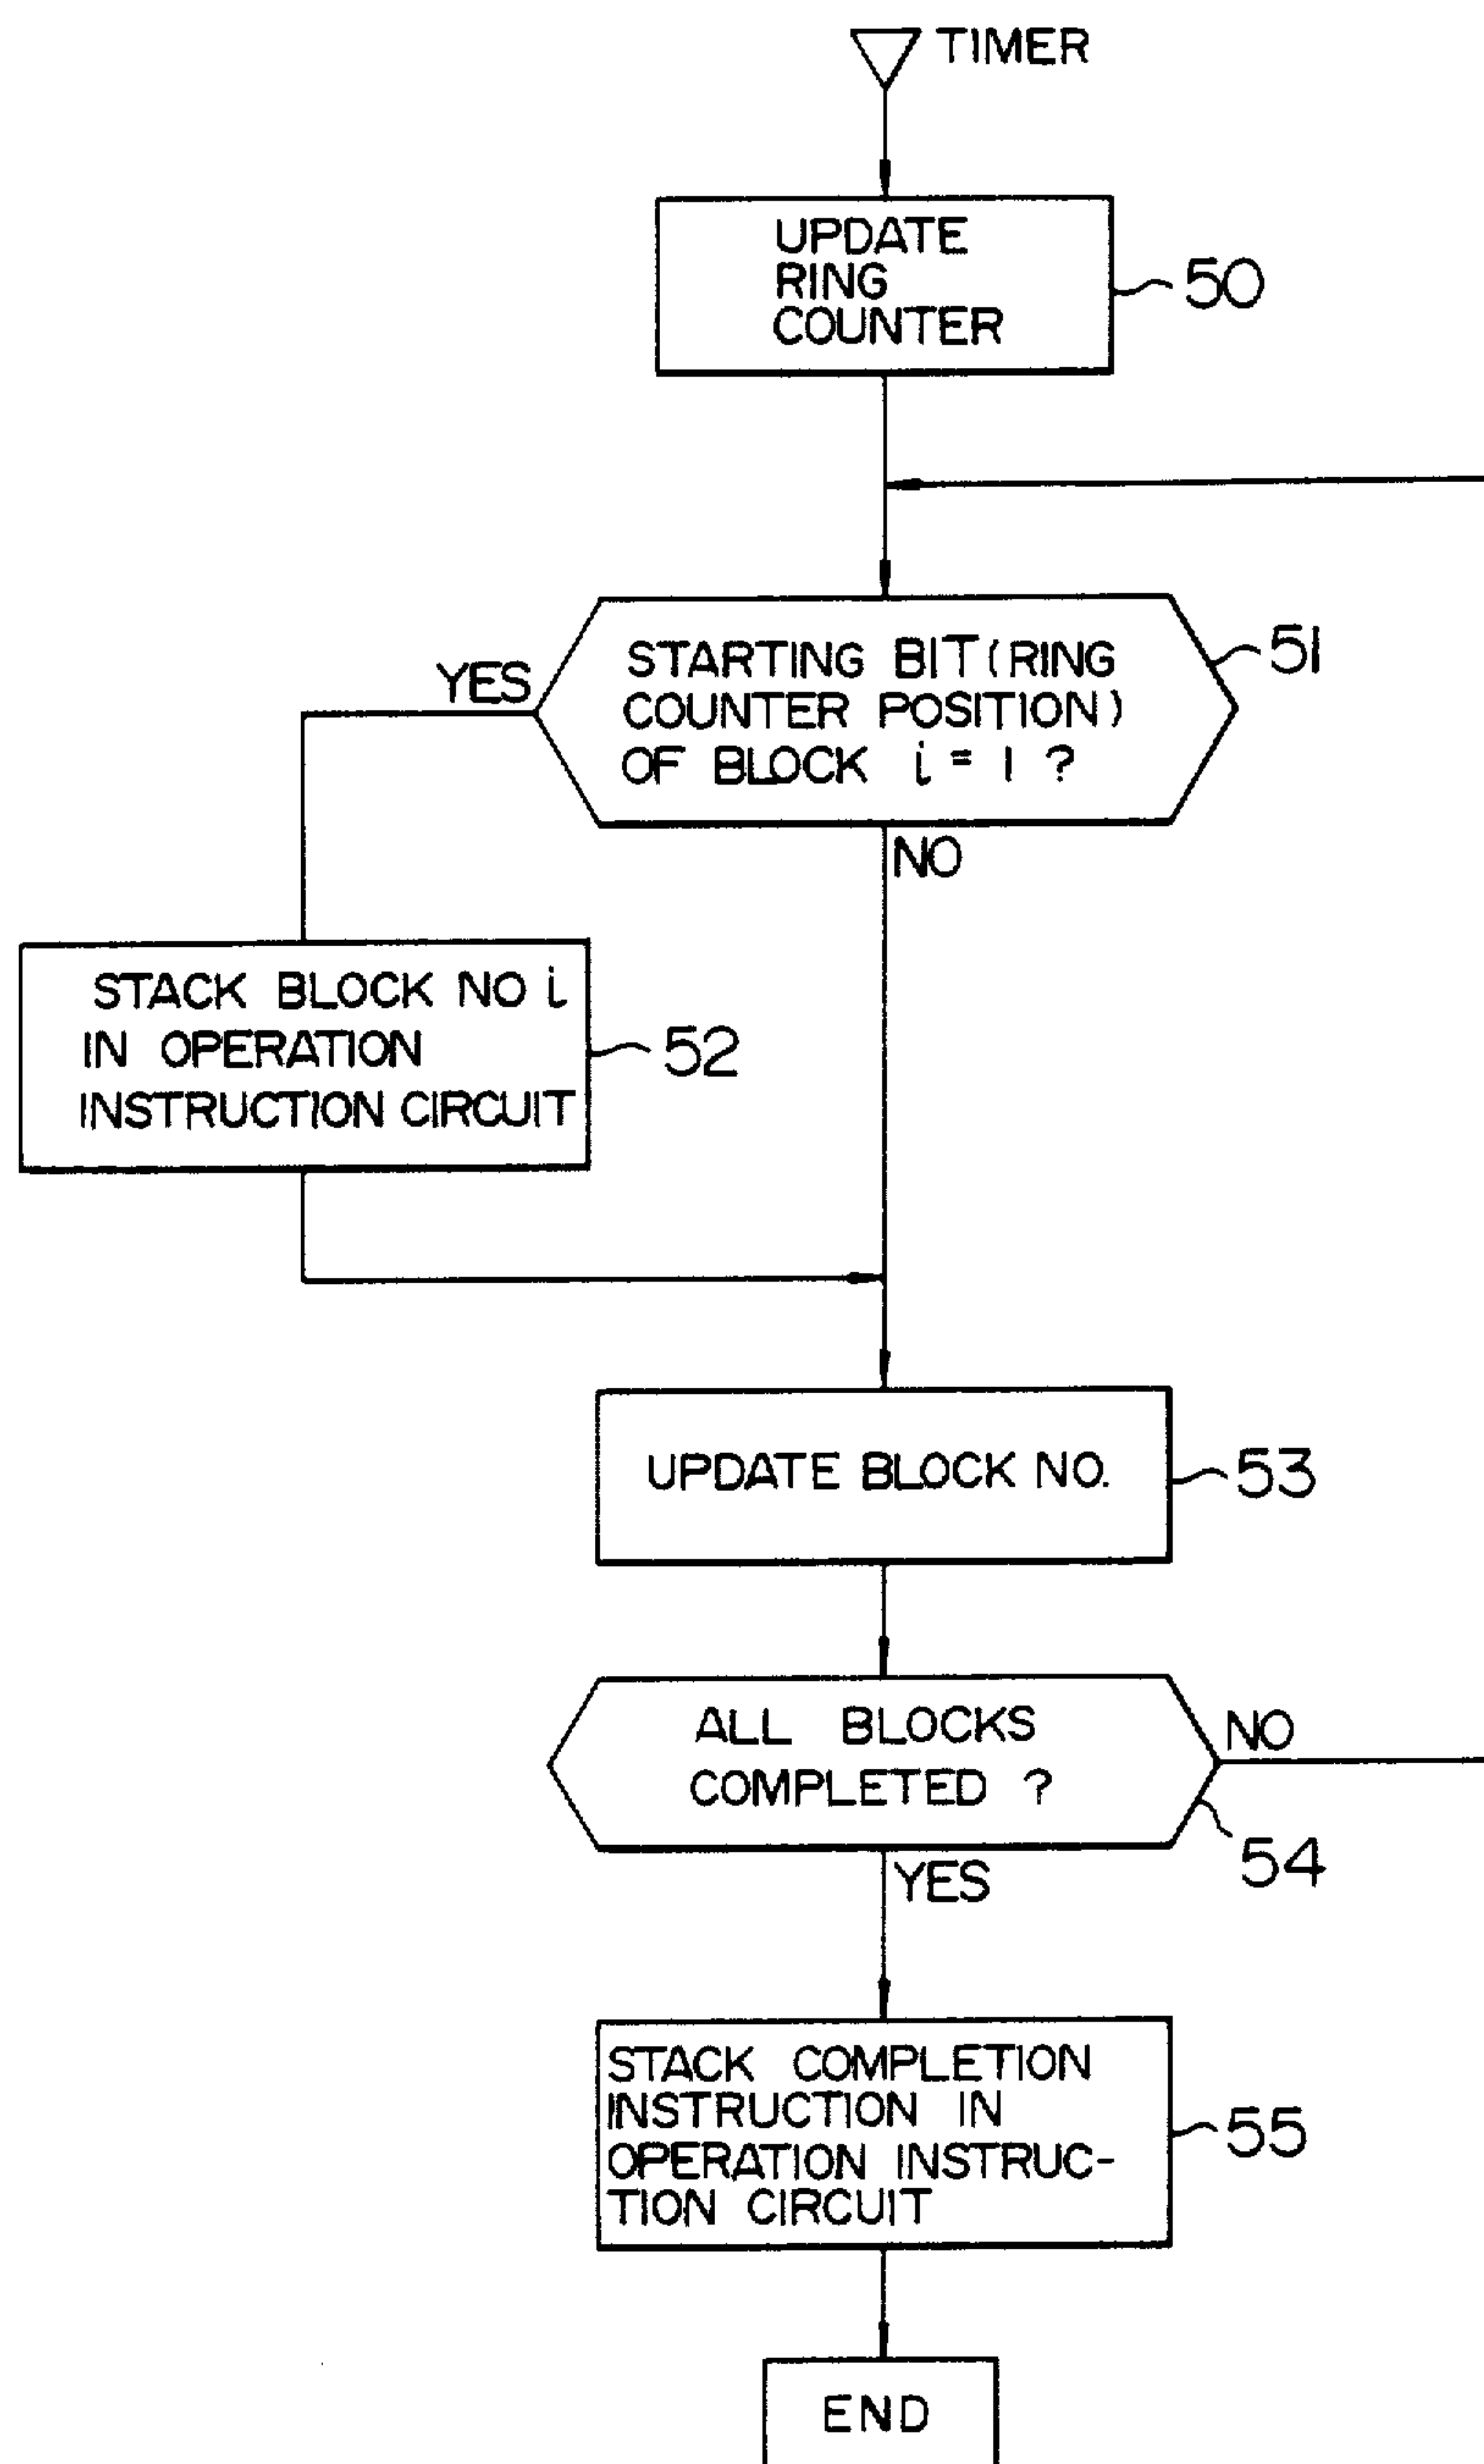 TIMER
UPDATE
RING
COUNTER
50
STARTING BIT (RING
COUNTER POSITION)
OF BLOCK i = 1 ?
51
YES
NO
STACK BLOCK NO i
IN OPERATION
INSTRUCTION CIRCUIT
52
UPDATE BLOCK NO.
53
ALL BLOCKS
COMPLETED ?
NO
54
YES
STACK COMPLETION
INSTRUCTION IN
OPERATION INSTRUC-
TION CIRCUIT
55
END